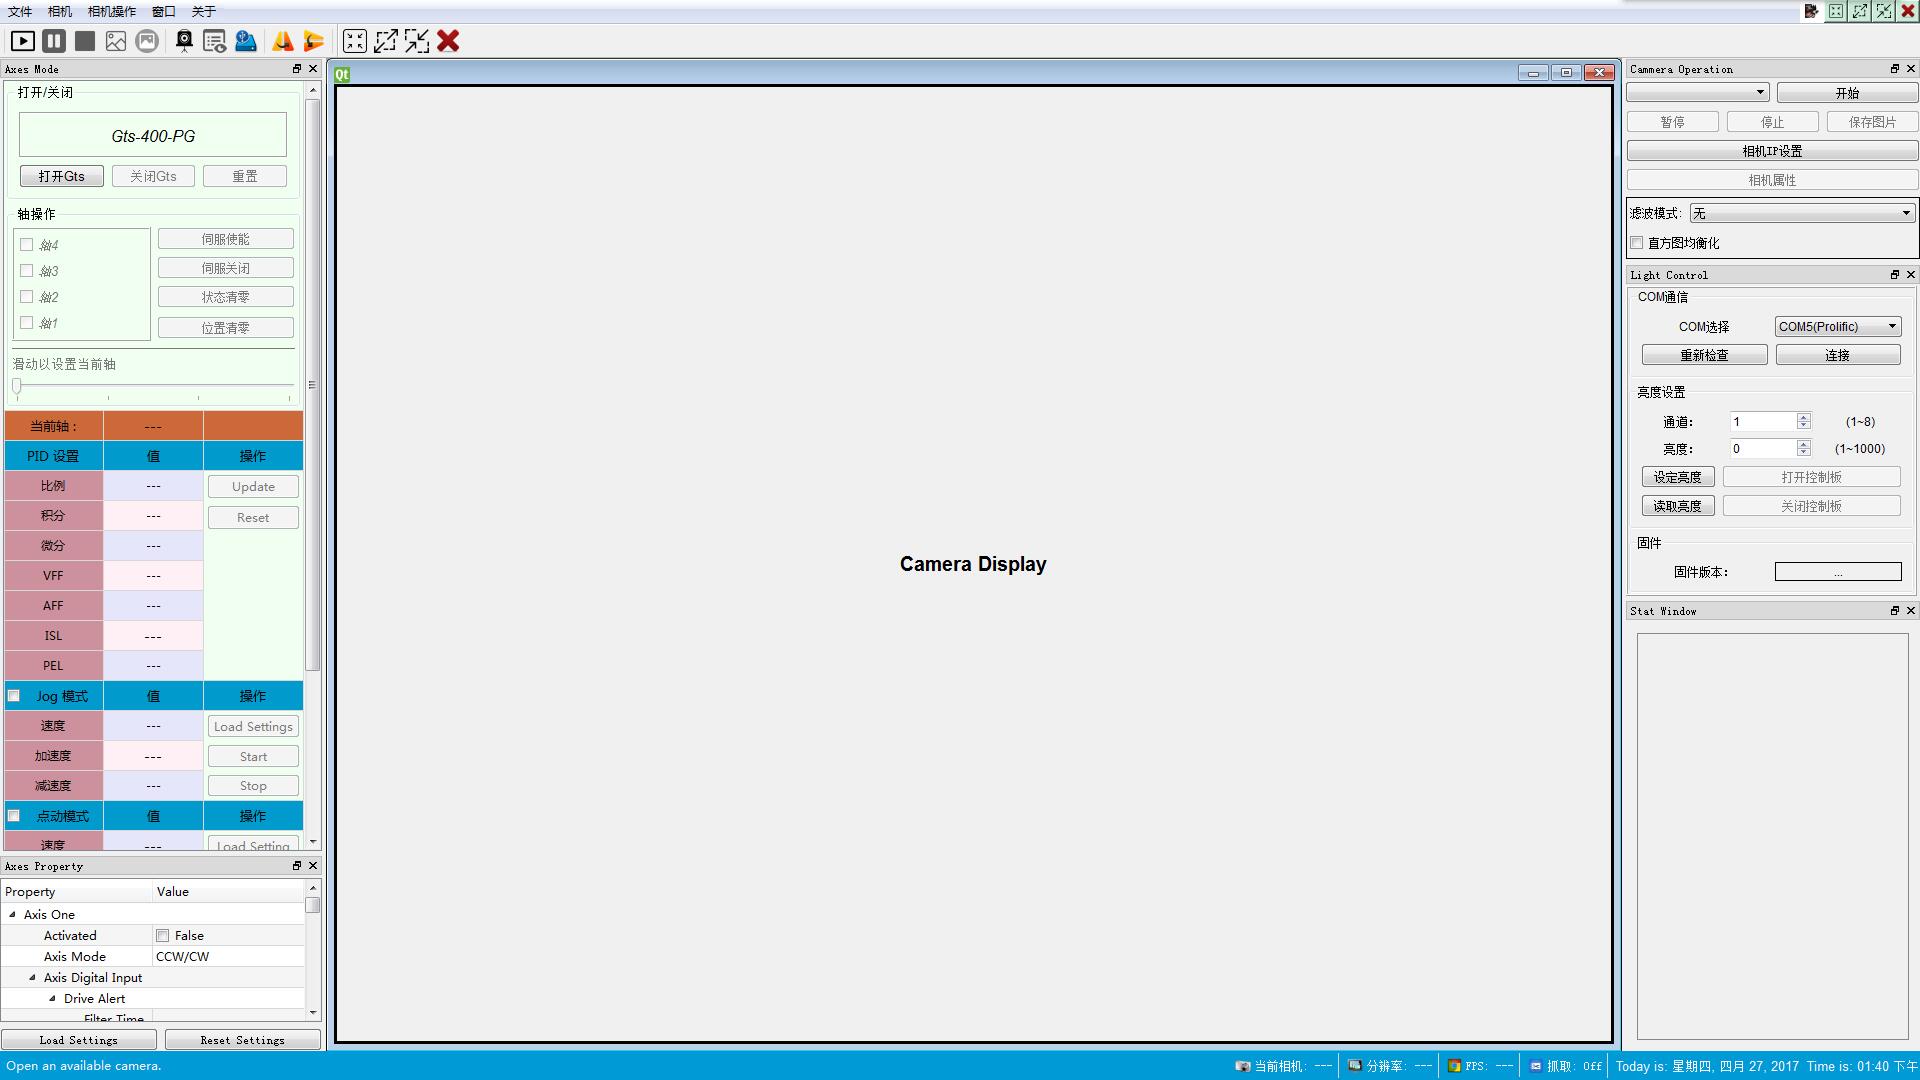 文件 相机 相机操作 窗口 关于
Axes Mode
打开/关闭
Gts-400-PG
打开Gts 关闭Gts 重置
轴操作
轴4 伺服使能
轴3 伺服关闭
轴2 状态清零
轴1 位置清零
滑动以设置当前轴
当前轴： ---
PID 设置 值 操作
比例 --- Update
积分 --- Reset
微分 ---
VFF ---
AFF ---
ISL ---
PEL ---
Jog 模式 值 操作
速度 --- Load Settings
加速度 --- Start
减速度 --- Stop
点动模式 值 操作
速度 --- Load Setting
Axes Property
Property Value
Axis One
Activated False
Axis Mode CCW/CW
Axis Digital Input
Drive Alert
Filter Time
Load Settings Reset Settings
Qt
Camera Display
Cammera Operation
开始
暂停 停止 保存图片
相机IP设置
相机属性
滤波模式: 无
直方图均衡化
Light Control
COM通信
COM选择 COM5(Prolific)
重新检查 连接
亮度设置
通道: 1 (1~8)
亮度: 0 (1~1000)
设定亮度 打开控制板
读取亮度 关闭控制板
固件
固件版本: ...
Stat Window
Open an available camera. 当前相机: --- 分辨率: --- FPS: --- 抓取: Off Today is: 星期四, 四月 27, 2017 Time is: 01:40 下午